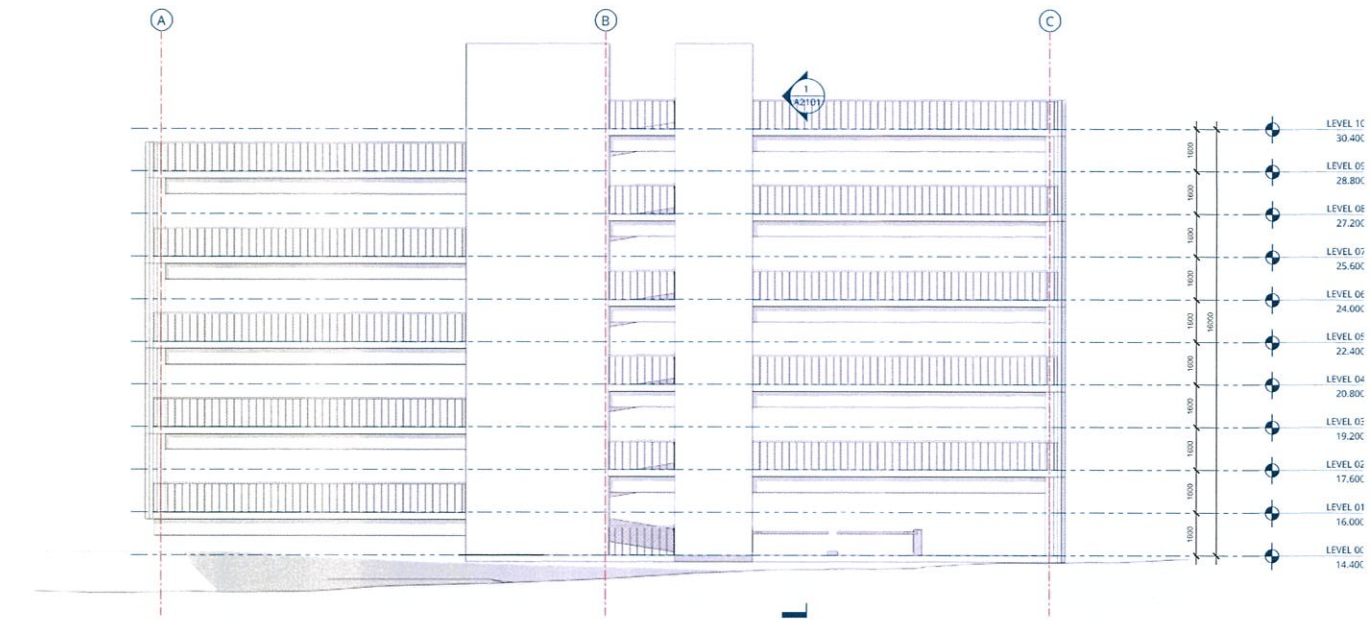 A
B
C
1
A2101
LEVEL 10
30.400
1600
LEVEL 09
28.800
1600
LEVEL 08
27.200
1600
LEVEL 07
25.600
1600
LEVEL 06
24.000
1600
16000
LEVEL 05
22.400
1600
LEVEL 04
20.800
1600
LEVEL 03
19.200
1600
LEVEL 02
17.600
1600
LEVEL 01
16.000
1600
LEVEL 00
14.400